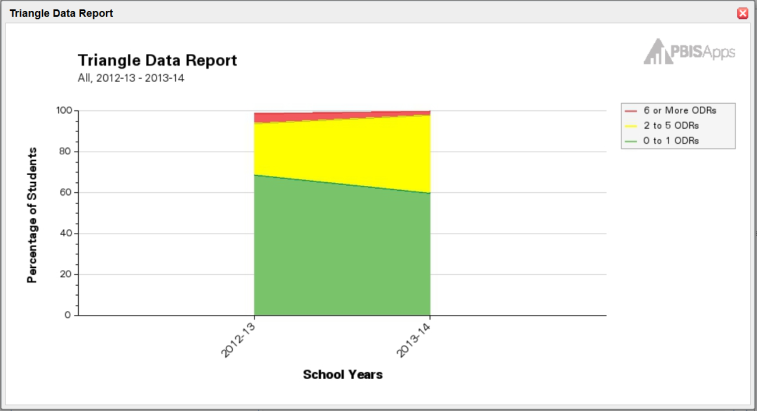 Triangle Data Report
PBISApps
Triangle Data Report
All, 2012-13 - 2013-14
100
80
60
40
20
0
Percentage of Students
6 or More ODRs
2 to 5 ODRs
0 to 1 ODRs
2012-13
2013-14
School Years